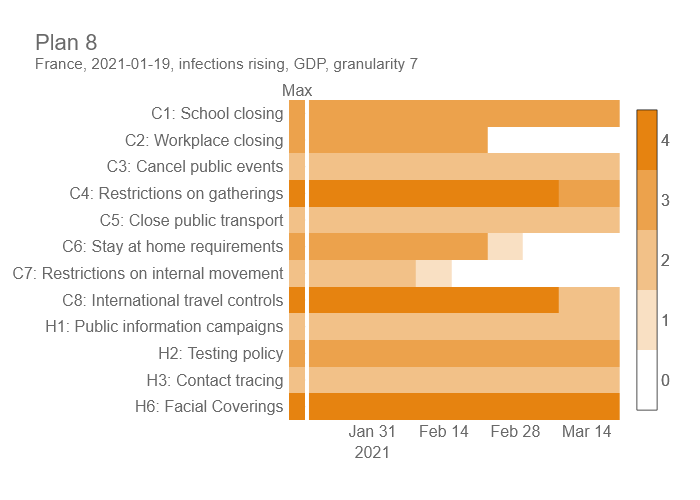 Plan 8
France, 2021-01-19, infections rising, GDP, granularity 7
Max
C1: School closing
C2: Workplace closing
C3: Cancel public events
C4: Restrictions on gatherings
C5: Close public transport
C6: Stay at home requirements
C7: Restrictions on internal movement
C8: International travel controls
H1: Public information campaigns
H2: Testing policy
H3: Contact tracing
H6: Facial Coverings
Jan 31 Feb 14 Feb 28 Mar 14
2021
4
3
2
1
0